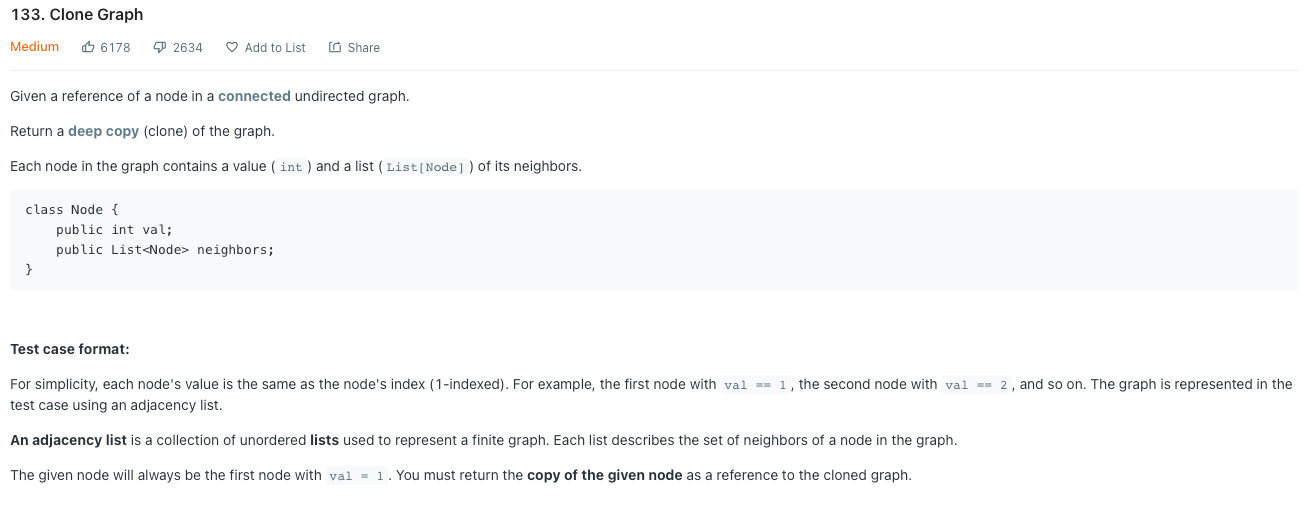 133. Clone Graph
Medium 6178 2634 Add to List Share
Given a reference of a node in a connected undirected graph.
Return a deep copy (clone) of the graph.
Each node in the graph contains a value ( int ) and a list ( List[Node] ) of its neighbors.
class Node {
    public int val;
    public List<Node> neighbors;
}
Test case format:
For simplicity, each node's value is the same as the node's index (1-indexed). For example, the first node with val == 1 , the second node with val == 2 , and so on. The graph is represented in the
test case using an adjacency list.
An adjacency list is a collection of unordered lists used to represent a finite graph. Each list describes the set of neighbors of a node in the graph.
The given node will always be the first node with val = 1 . You must return the copy of the given node as a reference to the cloned graph.